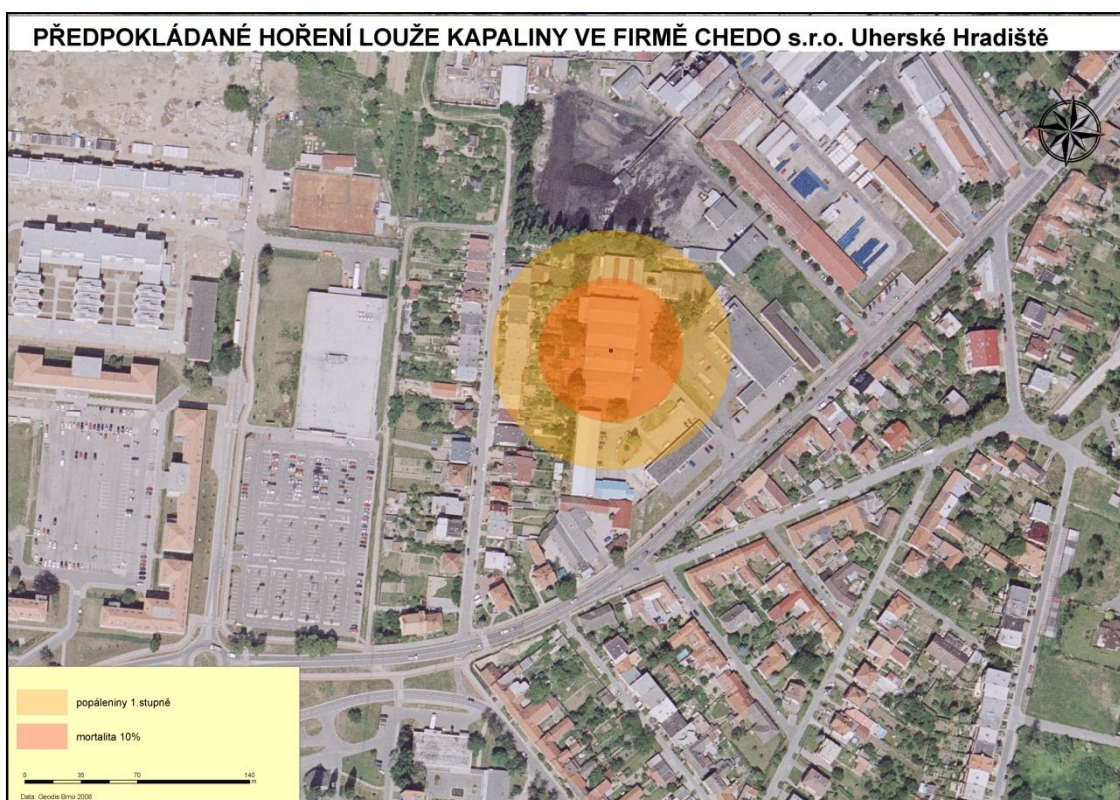 PŘEDPOKLÁDANÉ HOŘENÍ LOUŽE KAPALINY VE FIRMĚ CHEDO s.r.o. Uherské Hradiště
popáleniny 1.stupně
mortalita 10%
0 35 70 140
m
Data: Geodis Brno 2008